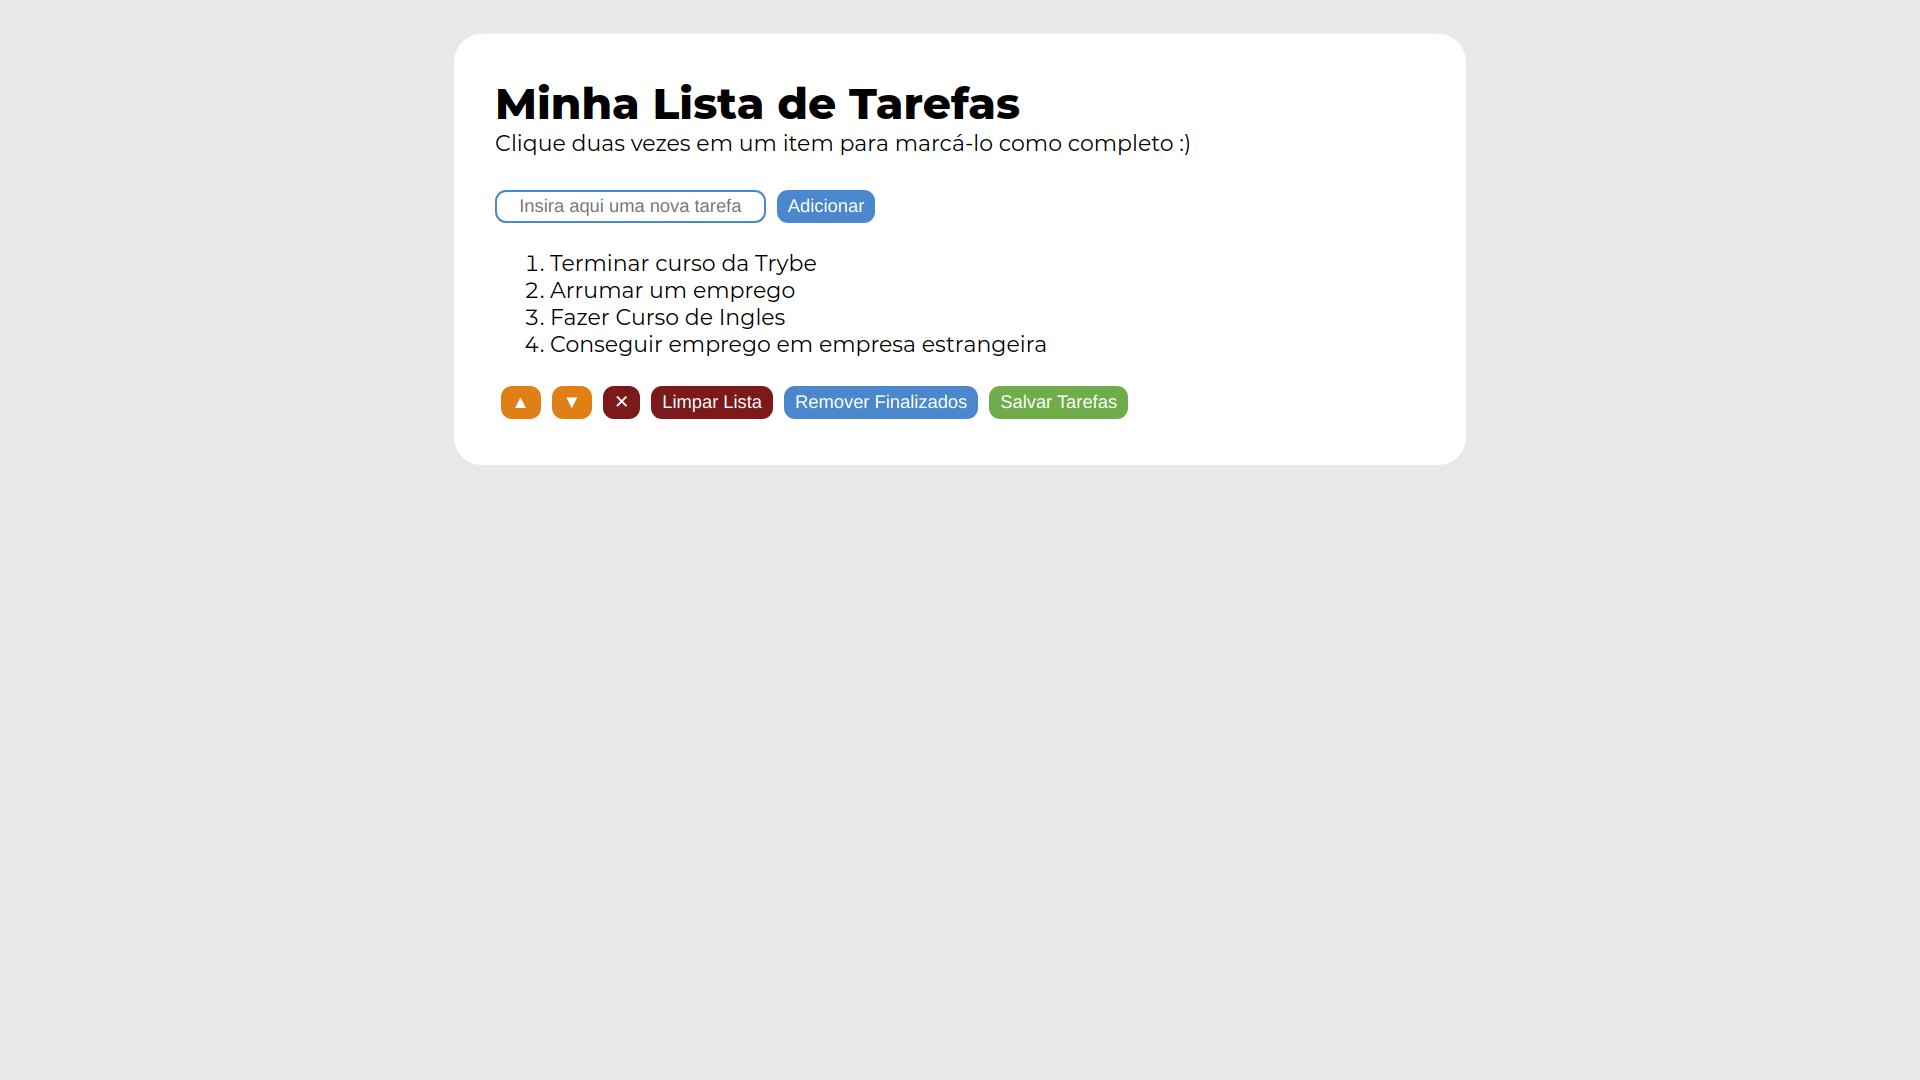 Minha Lista de Tarefas
Clique duas vezes em um item para marcá-lo como completo :)
Insira aqui uma nova tarefa Adicionar
1. Terminar curso da Trybe
2. Arrumar um emprego
3. Fazer Curso de Ingles
4. Conseguir emprego em empresa estrangeira
▲ ▼ ✕ Limpar Lista Remover Finalizados Salvar Tarefas